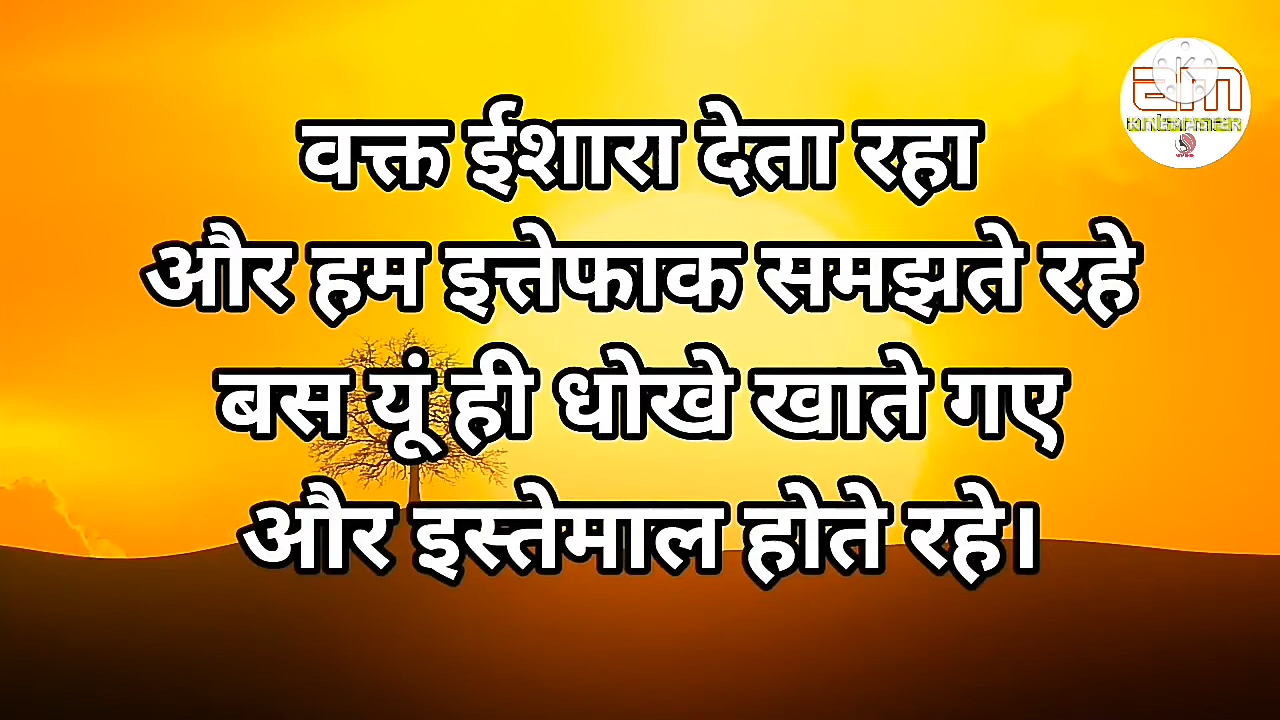 वक्त ईशारा देता रहा
और हम इत्तेफाक समझते रहे
बस यूं ही धोखे खाते गए
और इस्तेमाल होते रहे।